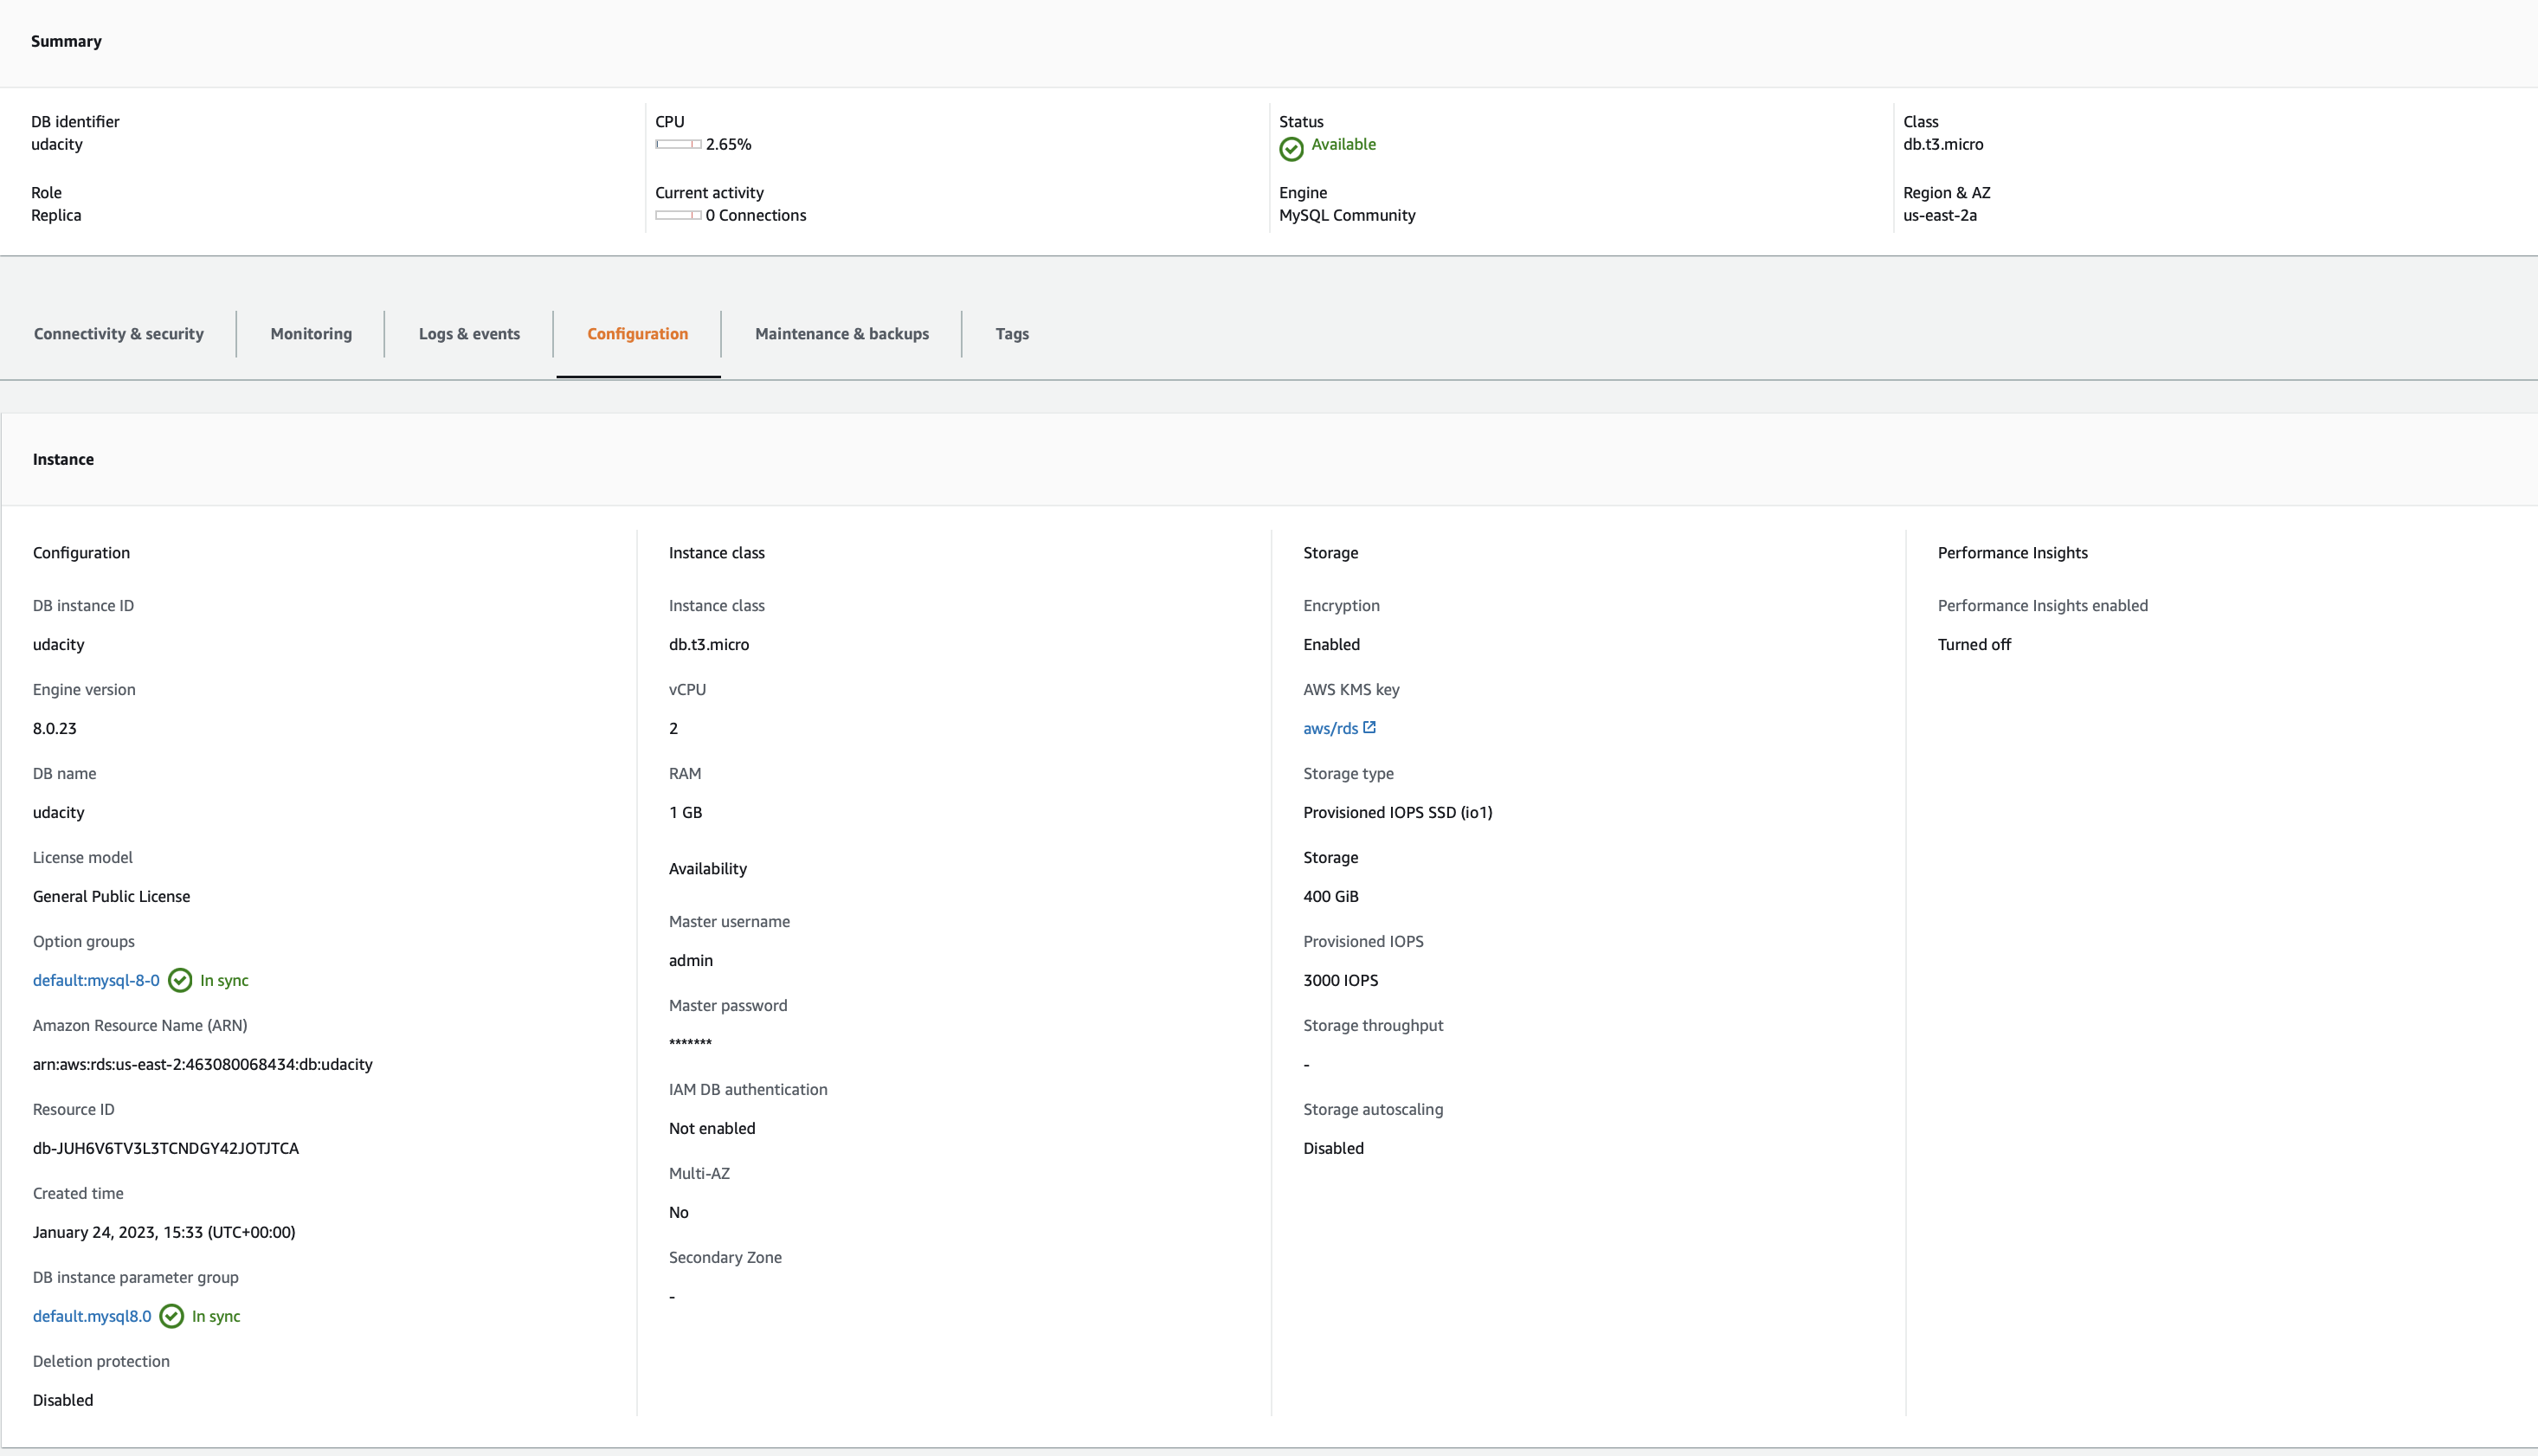 Summary
DB identifier
udacity
CPU
2.65%
Status
Available
Class
db.t3.micro
Role
Replica
Current activity
0 Connections
Engine
MySQL Community
Region & AZ
us-east-2a
Connectivity & security
Monitoring
Logs & events
Configuration
Maintenance & backups
Tags
Instance
Configuration
DB instance ID
udacity
Engine version
8.0.23
DB name
udacity
License model
General Public License
Option groups
default:mysql-8-0 In sync
Amazon Resource Name (ARN)
arn:aws:rds:us-east-2:463080068434:db:udacity
Resource ID
db-JUH6V6TV3L3TCNDGY42JOTJTCA
Created time
January 24, 2023, 15:33 (UTC+00:00)
DB instance parameter group
default.mysql8.0 In sync
Deletion protection
Disabled
Instance class
Instance class
db.t3.micro
vCPU
2
RAM
1 GB
Availability
Master username
admin
Master password
*******
IAM DB authentication
Not enabled
Multi-AZ
No
Secondary Zone
-
Storage
Encryption
Enabled
AWS KMS key
aws/rds
Storage type
Provisioned IOPS SSD (io1)
Storage
400 GiB
Provisioned IOPS
3000 IOPS
Storage throughput
-
Storage autoscaling
Disabled
Performance Insights
Performance Insights enabled
Turned off